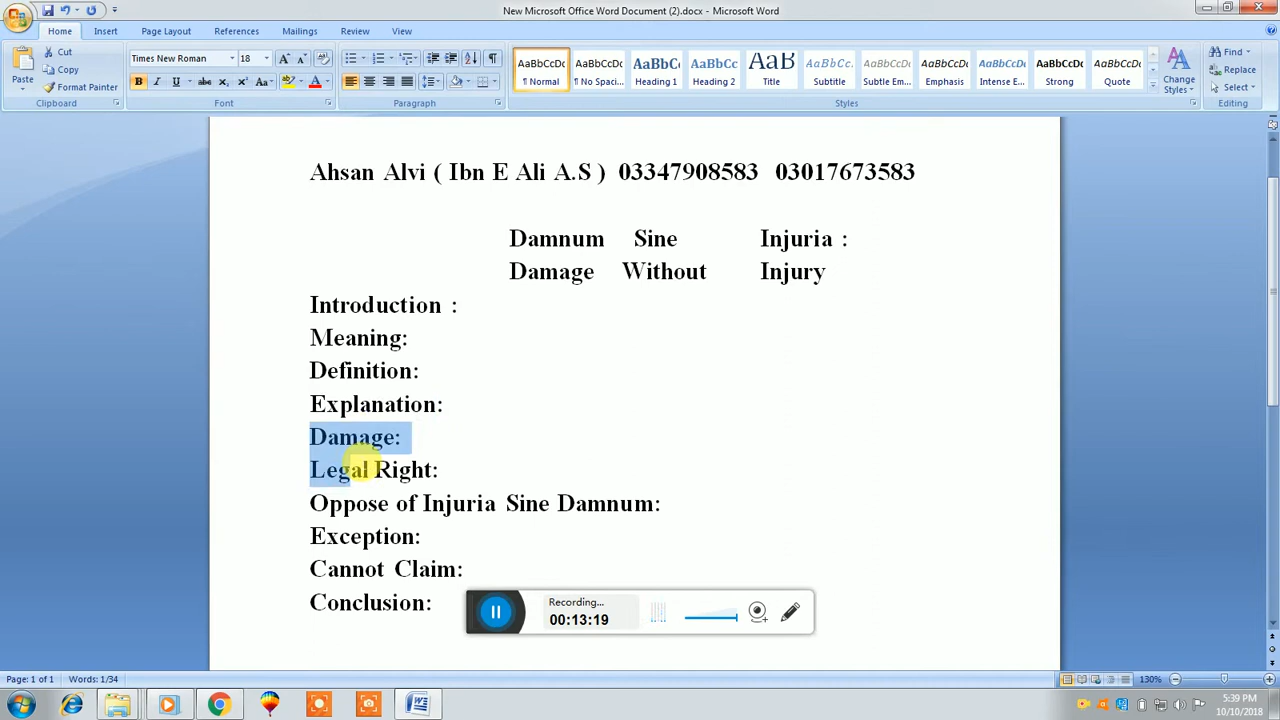 New Microsoft Office Word Document (2).docx - Microsoft Word
Home Insert Page Layout References Mailings Review View
Paste Cut Copy Format Painter Clipboard
Times New Roman 18 Font
Paragraph
AaBbCcDc ¶ Normal AaBbCcDc ¶ No Spaci... AaBbC Heading 1 AaBbCc Heading 2 AaB Title AaBbCc. Subtitle AaBbCcDc Subtle Em... AaBbCcDc Emphasis AaBbCcDc Intense E... AaBbCcDc Strong AaBbCcDc Quote Change Styles Styles
Find Replace Select Editing
Ahsan Alvi ( Ibn E Ali A.S ) 03347908583 03017673583
Damnum Sine Injuria :
Damage Without Injury
Introduction :
Meaning:
Definition:
Explanation:
Damage:
Legal Right:
Oppose of Injuria Sine Damnum:
Exception:
Cannot Claim:
Conclusion:
Recording...
00:13:19
Page: 1 of 1 Words: 1/34 130%
5:39 PM
10/10/2018